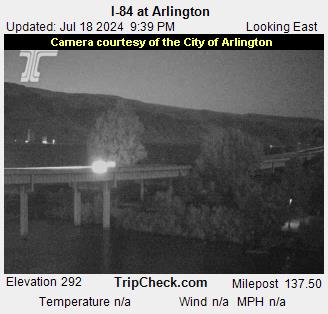 I-84 at Arlington
Updated: Jul 18 2024 9:39 PM Looking East
Camera courtesy of the City of Arlington
Elevation 292 TripCheck.com Milepost 137.50
Temperature n/a Wind n/a MPH n/a